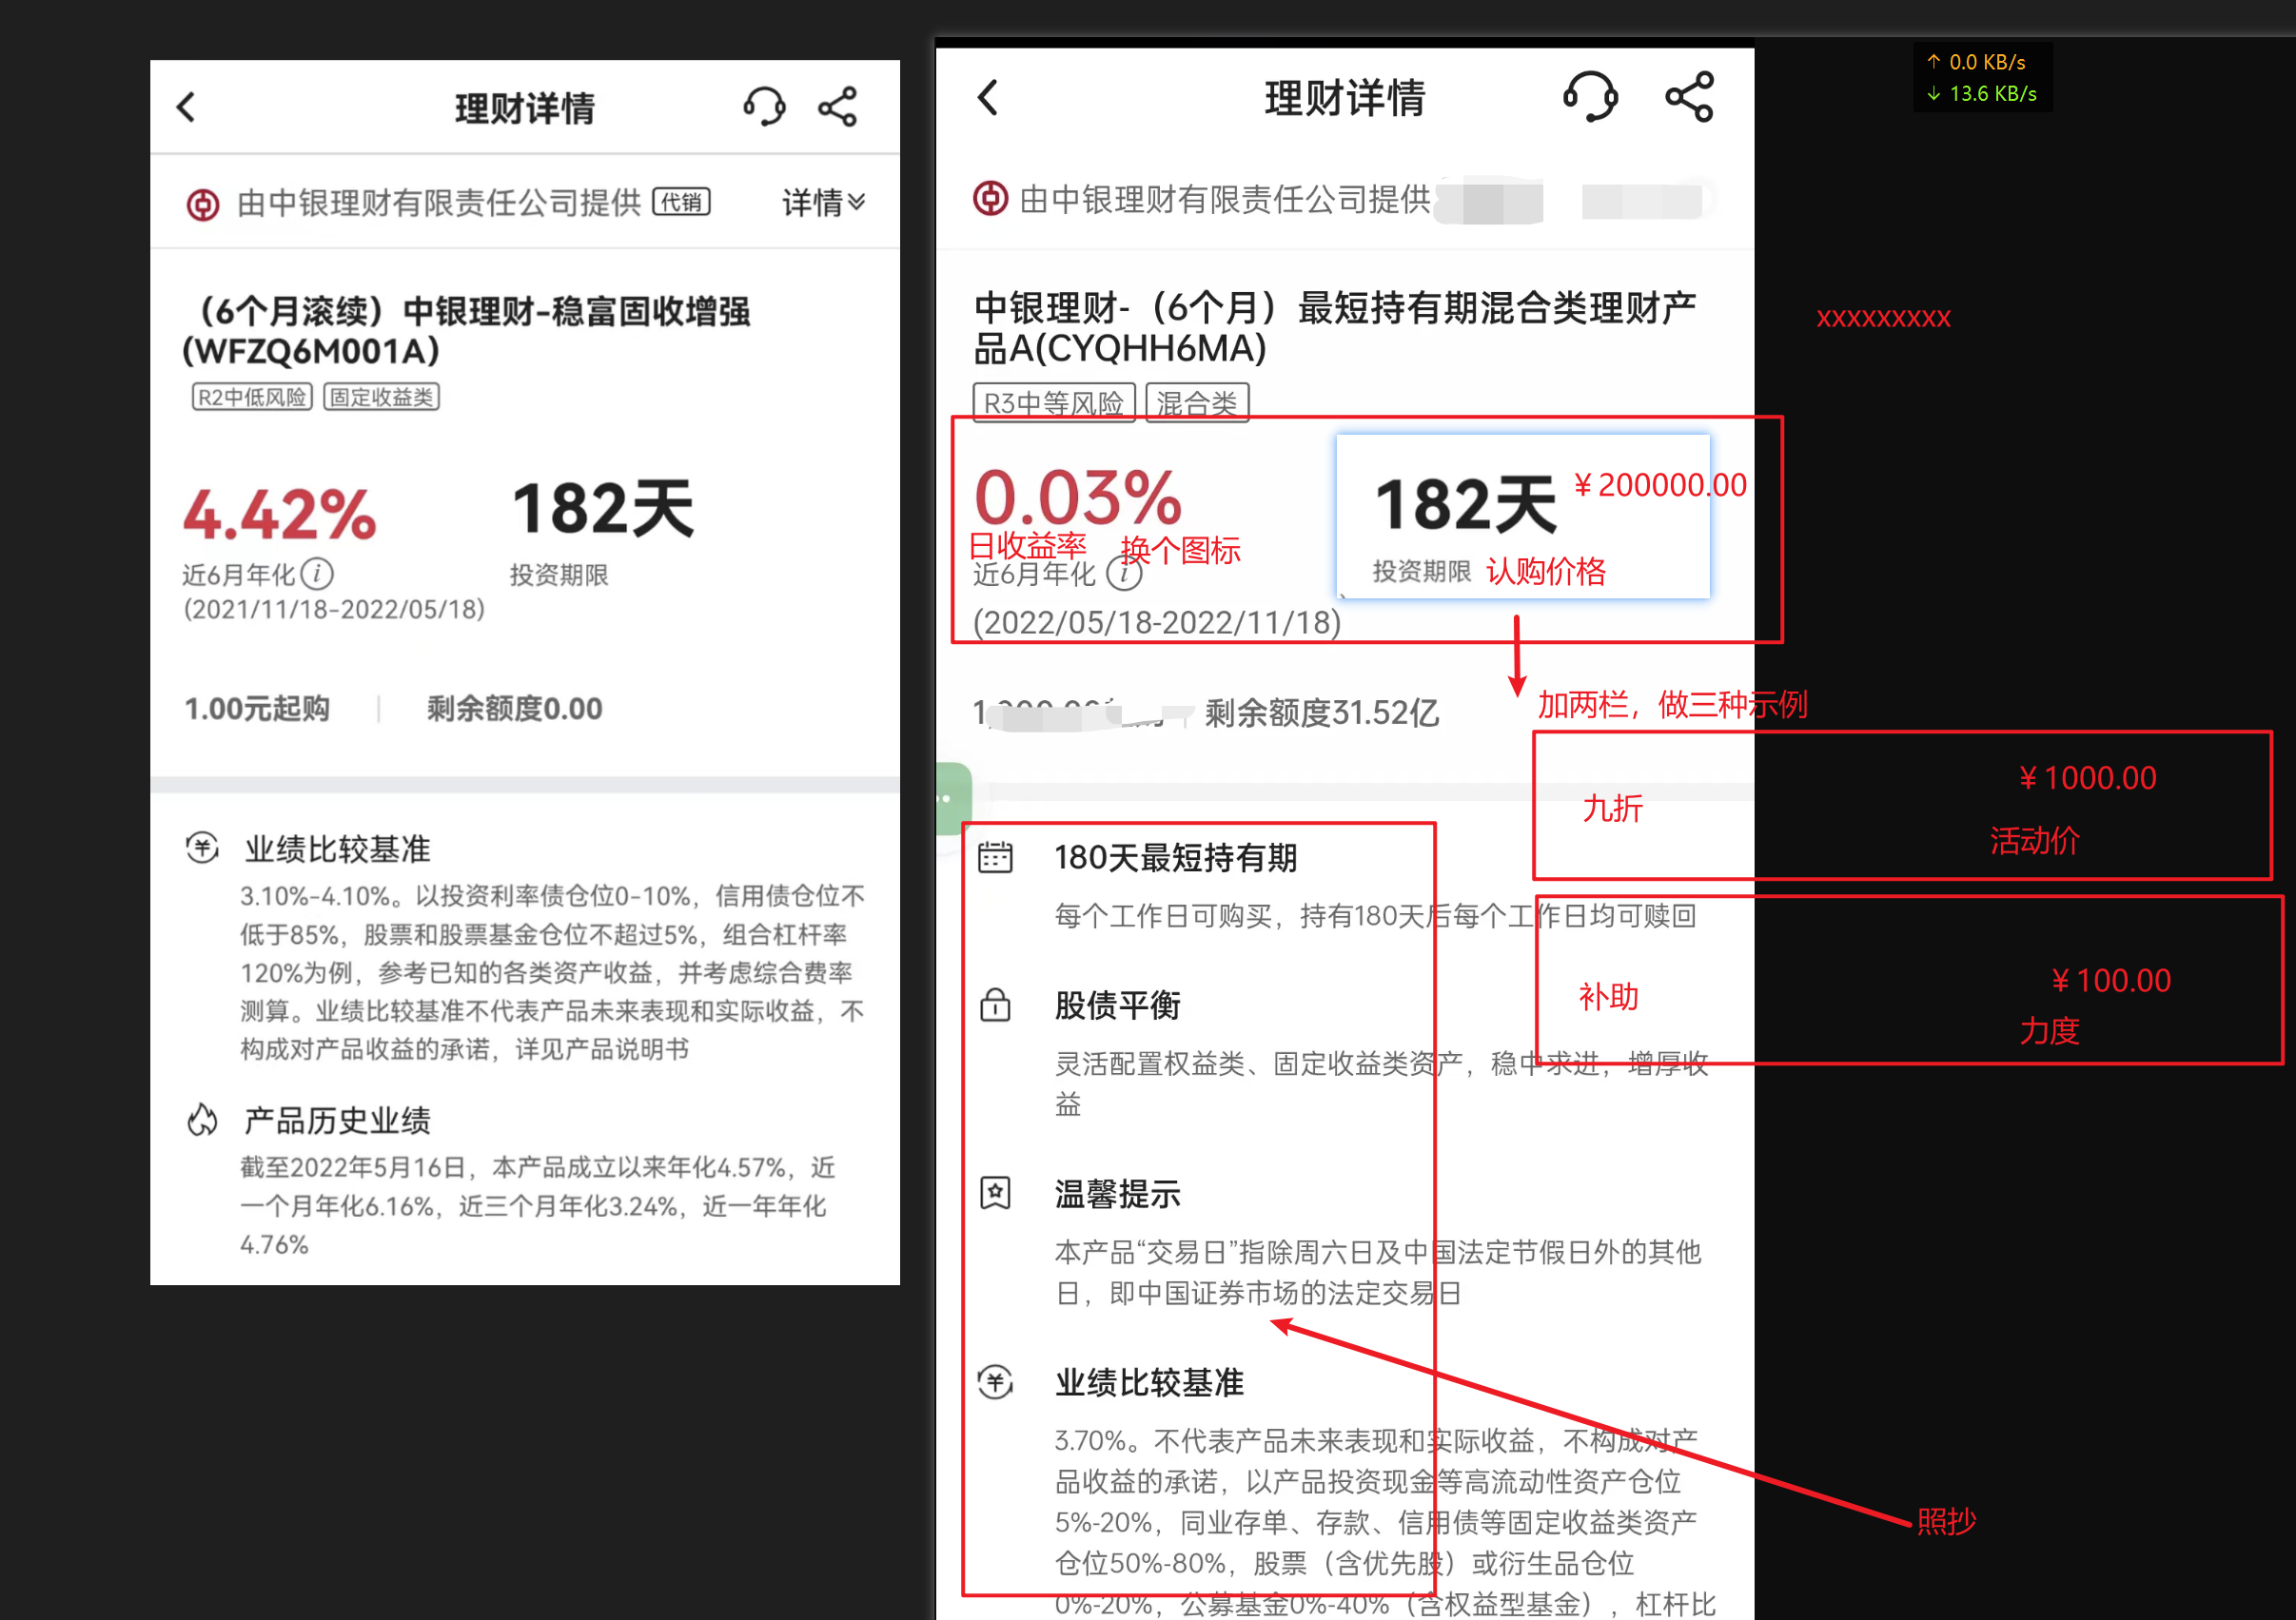 理财详情
由中银理财有限责任公司提供 代销 详情
（6个月滚续）中银理财-稳富固收增强
(WFZQ6M001A)
R2中低风险 固定收益类
4.42% 182天
近6月年化 i 投资期限
(2021/11/18-2022/05/18)
1.00元起购 剩余额度0.00
业绩比较基准
3.10%-4.10%。以投资利率债仓位0-10%，信用债仓位不
低于85%，股票和股票基金仓位不超过5%，组合杠杆率
120%为例，参考已知的各类资产收益，并考虑综合费率
测算。业绩比较基准不代表产品未来表现和实际收益，不
构成对产品收益的承诺，详见产品说明书
产品历史业绩
截至2022年5月16日，本产品成立以来年化4.57%，近
一个月年化6.16%，近三个月年化3.24%，近一年年化
4.76%
理财详情
由中银理财有限责任公司提供
中银理财-（6个月）最短持有期混合类理财产
品A(CYQHH6MA)
R3中等风险 混合类
0.03% 182天 ￥200000.00
日收益率 换个图标
近6月年化 i 投资期限 认购价格
(2022/05/18-2022/11/18)
剩余额度31.52亿
180天最短持有期
每个工作日可购买，持有180天后每个工作日均可赎回
股债平衡
灵活配置权益类、固定收益类资产，稳中求进，增厚收
益
温馨提示
本产品“交易日”指除周六日及中国法定节假日外的其他
日，即中国证券市场的法定交易日
业绩比较基准
3.70%。不代表产品未来表现和实际收益，不构成对产
品收益的承诺，以产品投资现金等高流动性资产仓位
5%-20%，同业存单、存款、信用债等固定收益类资产
仓位50%-80%，股票（含优先股）或衍生品仓位
0%-20%，公募基金0%-40%（含权益型基金），杠杆比
↑ 0.0 KB/s
↓ 13.6 KB/s
xxxxxxxxx
加两栏，做三种示例
￥1000.00
九折
活动价
￥100.00
补助
力度
照抄